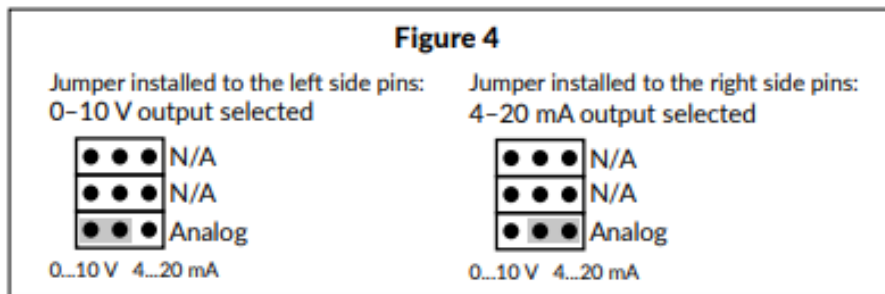 Figure 4
Jumper installed to the left side pins:
0–10 V output selected
N/A
N/A
Analog
0...10 V 4...20 mA
Jumper installed to the right side pins:
4–20 mA output selected
N/A
N/A
Analog
0...10 V 4...20 mA